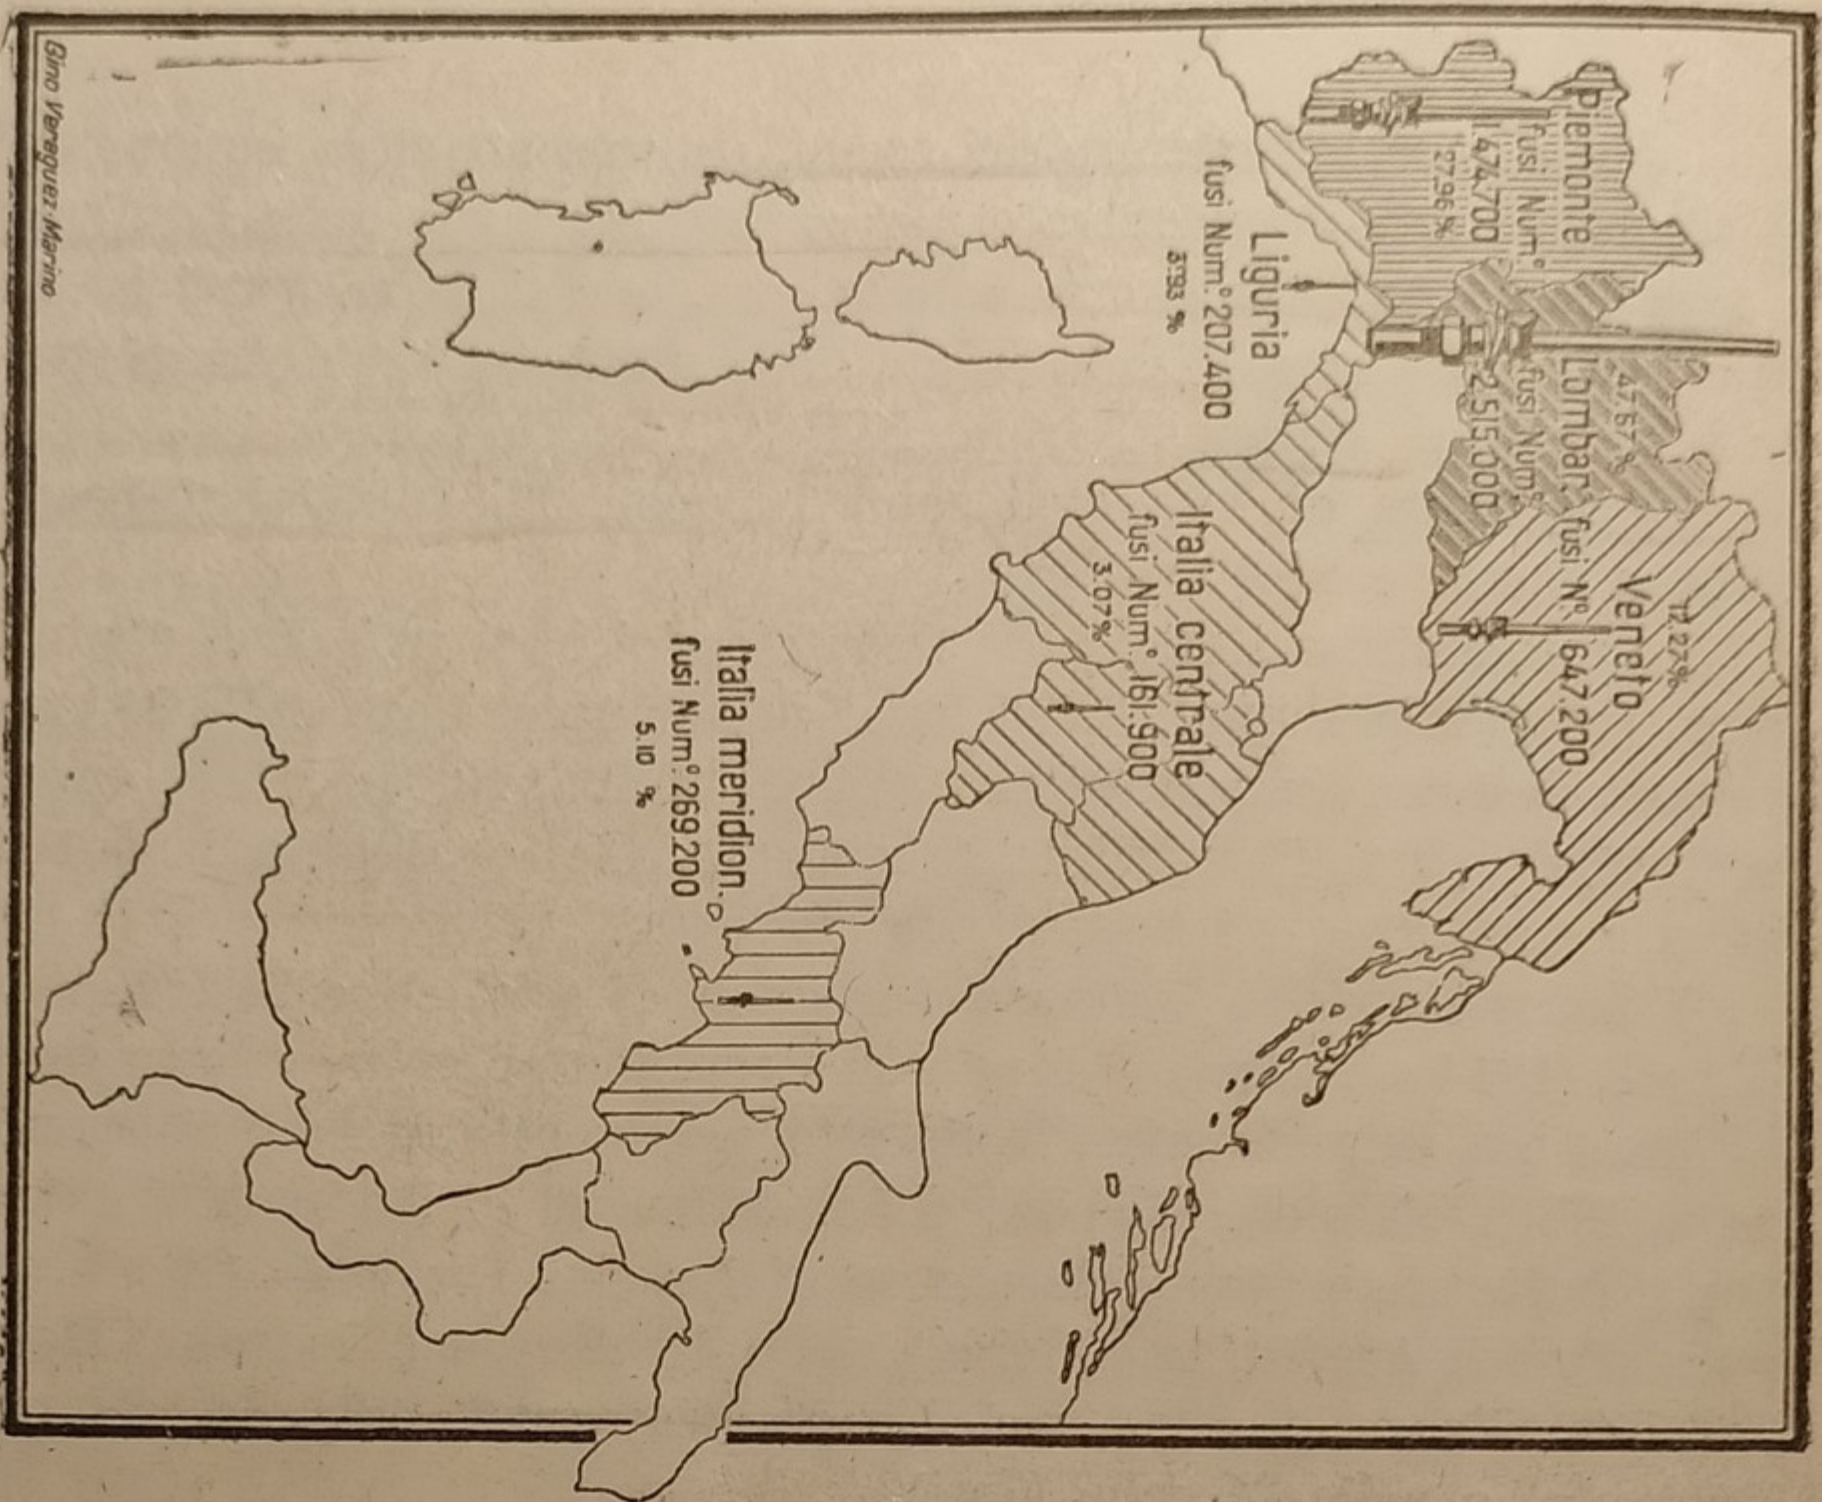 Piemonte
fusi Num.°
1.474.700
27.96 %
47.67 %
Lombar.
fusi Num.°
2.515.000
12.27%
Veneto
fusi N.° 647.200
Liguria
fusi Num.° 207.400
3.93 %
Italia centrale
fusi Num.° 161.900
3.07%
Italia meridion.
fusi Num.° 269.200
5.10 %
Gino Vereguez-Marino